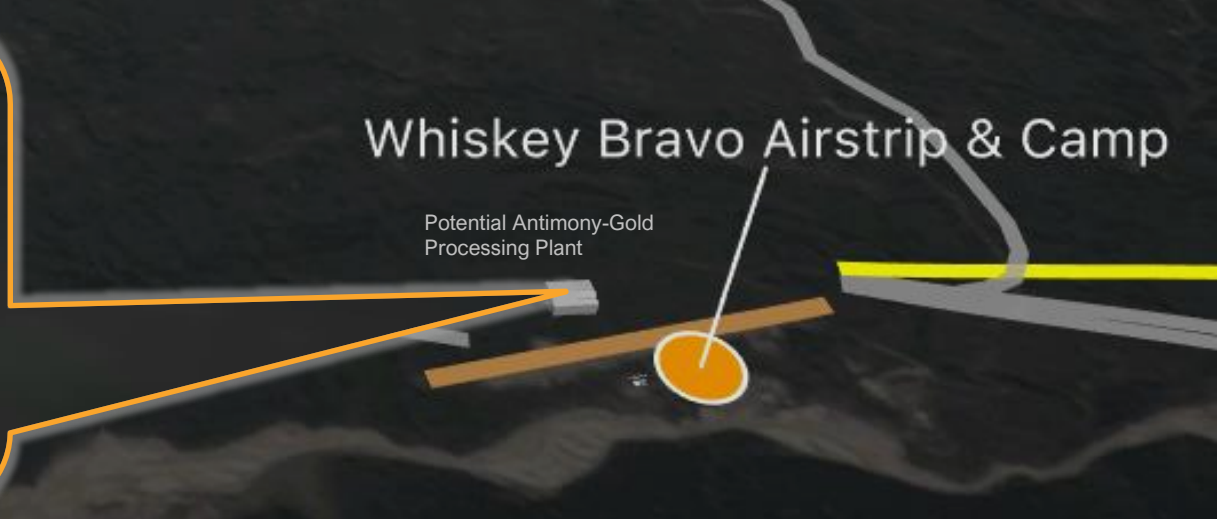 Whiskey Bravo Airstrip & Camp
Potential Antimony-Gold
Processing Plant